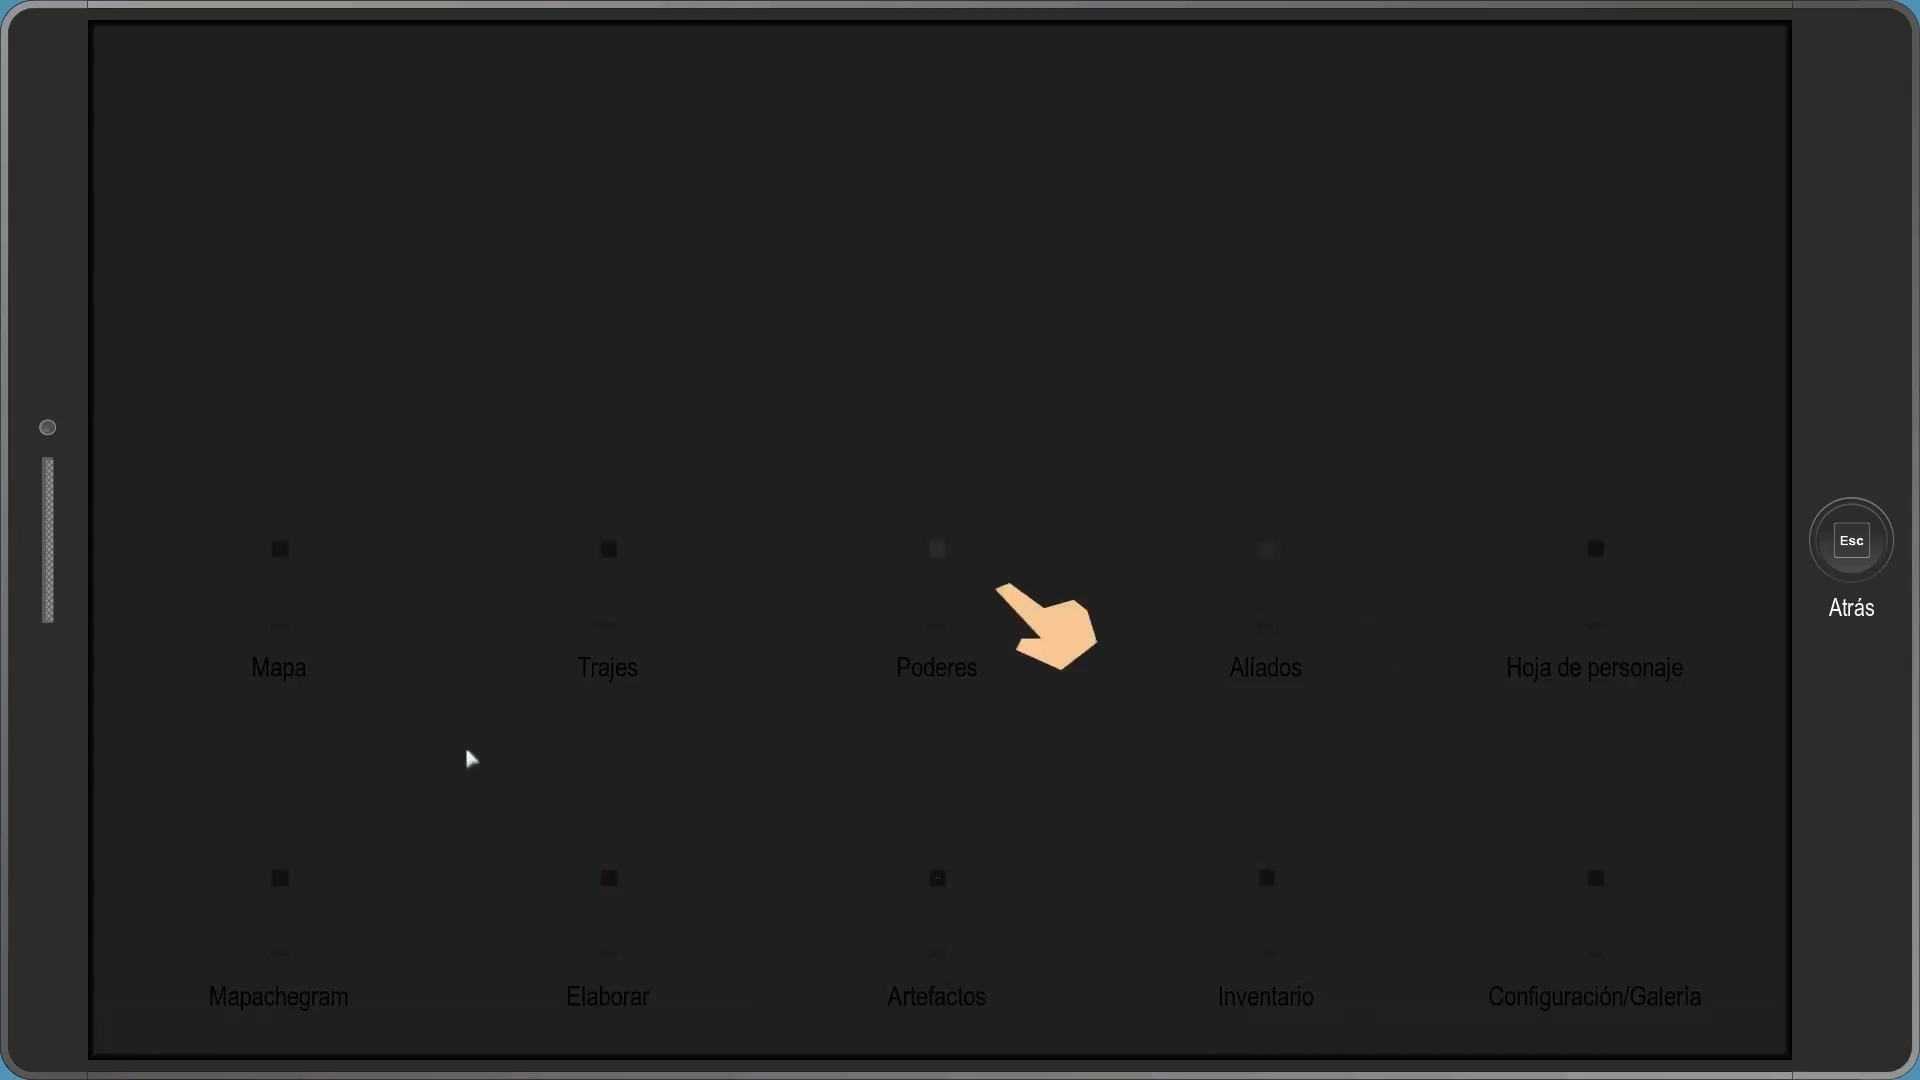 Esc
Atrás
Mapa
Trajes
Poderes
Aliados
Hoja de personaje
Mapachegram
Elaborar
Artefactos
Inventario
Configuración/Galería